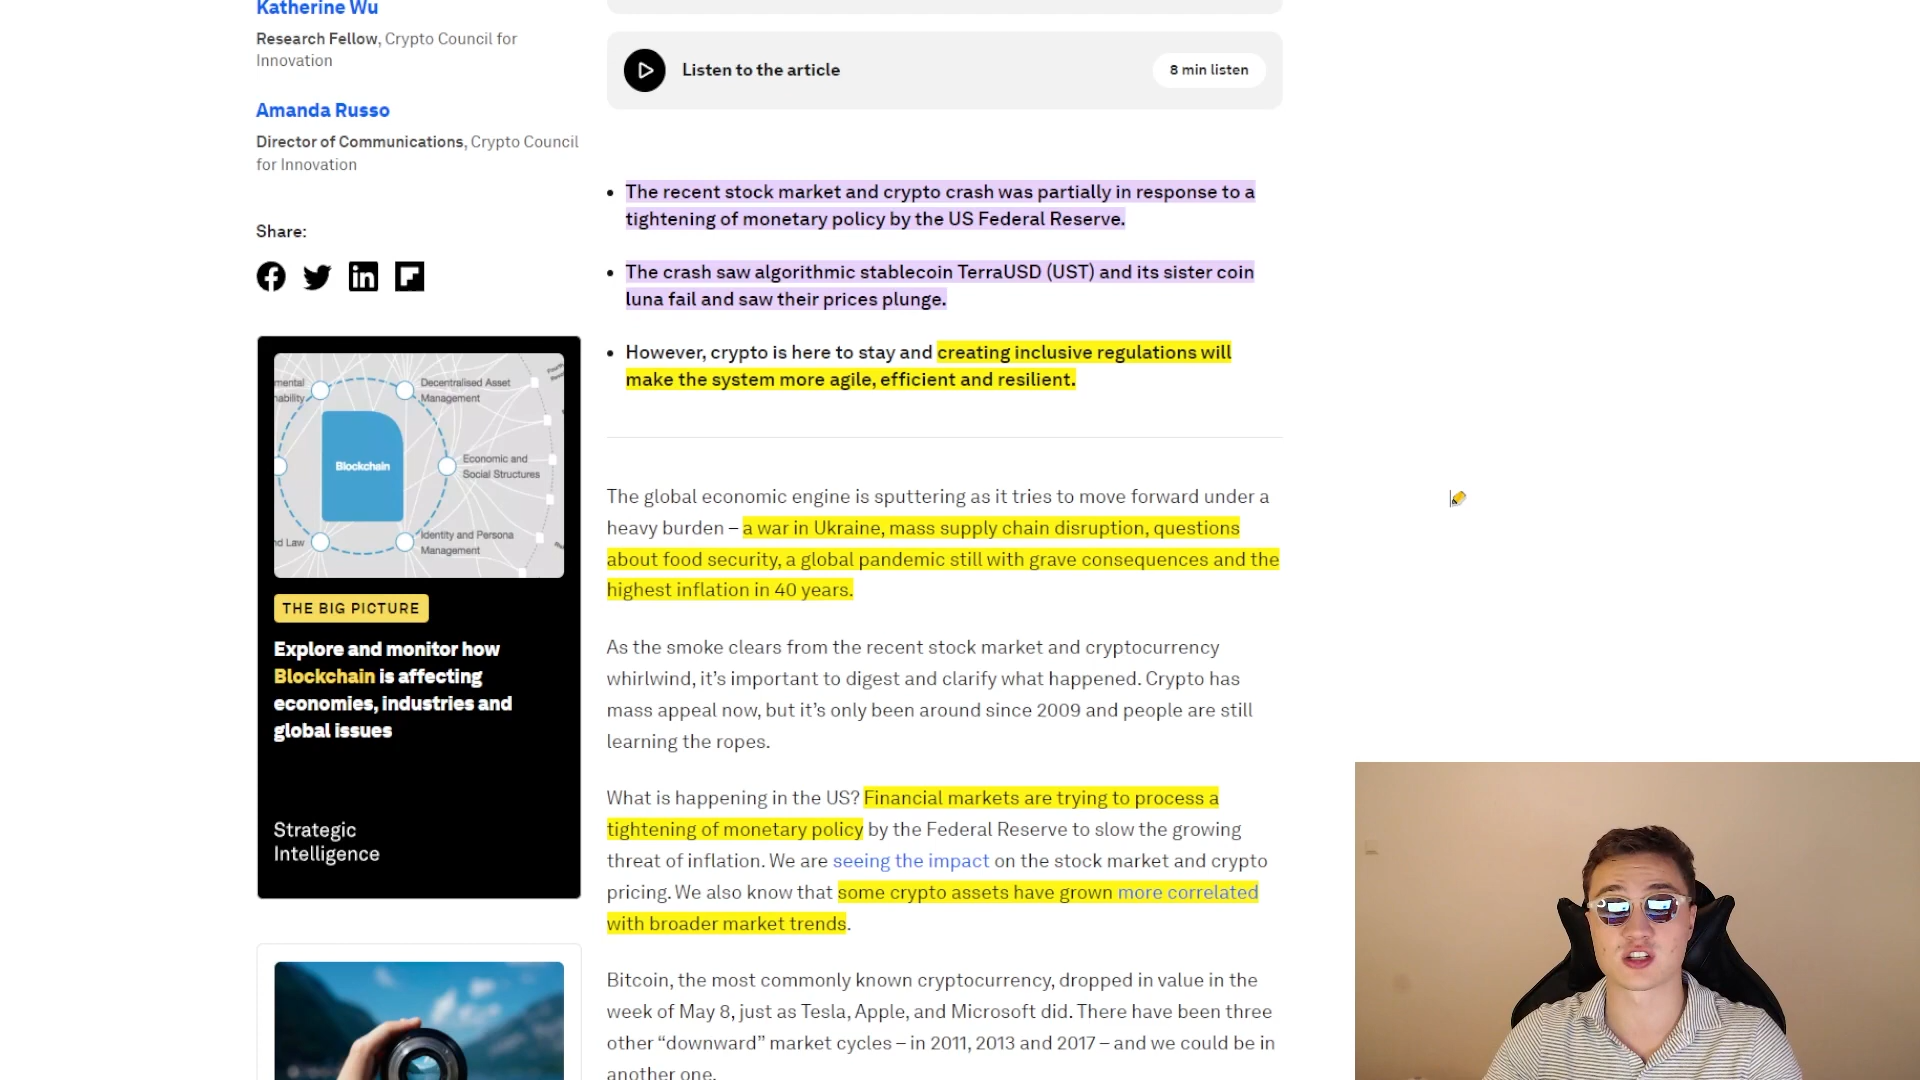 Katherine Wu
Research Fellow, Crypto Council for
Innovation
Amanda Russo
Director of Communications, Crypto Council
for Innovation
Share:
mental
nability
Decentralised Asset
Management
Blockchain
Economic and
Social Structures
nd Law
Identity and Persona
Management
THE BIG PICTURE
Explore and monitor how
Blockchain is affecting
economies, industries and
global issues
Strategic
Intelligence
Listen to the article
8 min listen
The recent stock market and crypto crash was partially in response to a
tightening of monetary policy by the US Federal Reserve.
The crash saw algorithmic stablecoin TerraUSD (UST) and its sister coin
luna fail and saw their prices plunge.
However, crypto is here to stay and creating inclusive regulations will
make the system more agile, efficient and resilient.
The global economic engine is sputtering as it tries to move forward under a
heavy burden – a war in Ukraine, mass supply chain disruption, questions
about food security, a global pandemic still with grave consequences and the
highest inflation in 40 years.
As the smoke clears from the recent stock market and cryptocurrency
whirlwind, it’s important to digest and clarify what happened. Crypto has
mass appeal now, but it’s only been around since 2009 and people are still
learning the ropes.
What is happening in the US? Financial markets are trying to process a
tightening of monetary policy by the Federal Reserve to slow the growing
threat of inflation. We are seeing the impact on the stock market and crypto
pricing. We also know that some crypto assets have grown more correlated
with broader market trends.
Bitcoin, the most commonly known cryptocurrency, dropped in value in the
week of May 8, just as Tesla, Apple, and Microsoft did. There have been three
other “downward” market cycles – in 2011, 2013 and 2017 – and we could be in
another one.